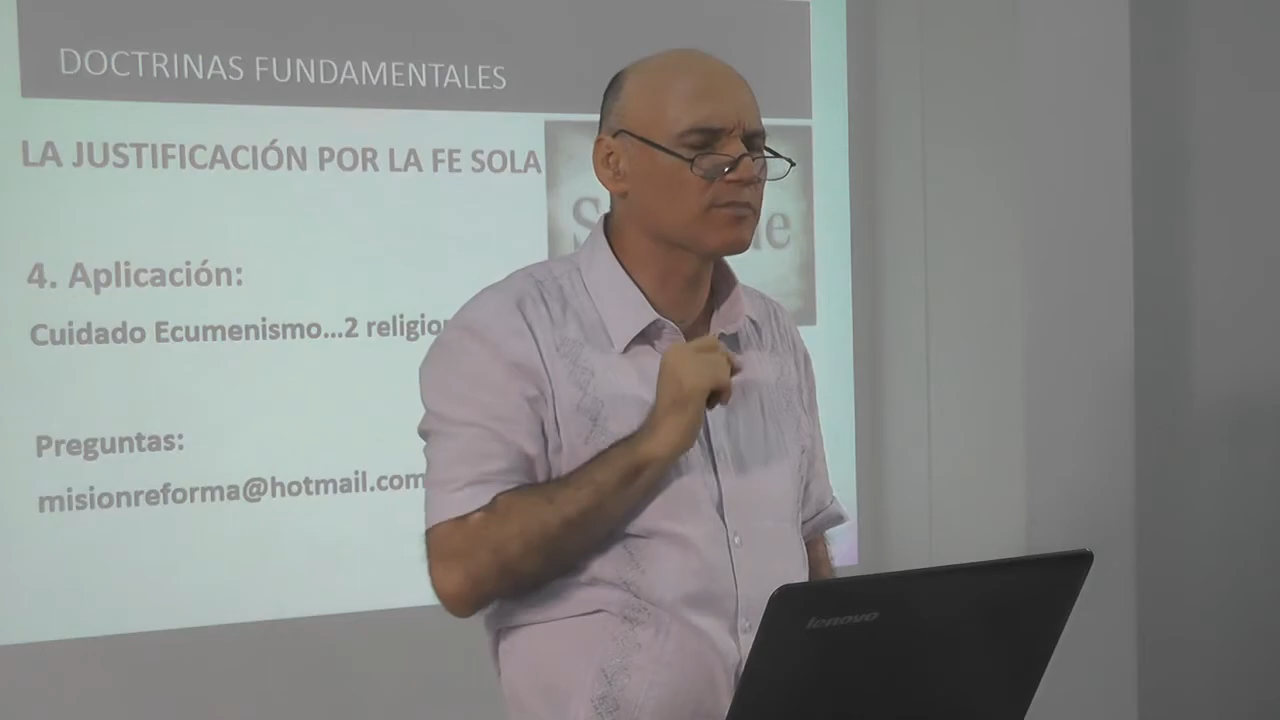 DOCTRINAS FUNDAMENTALES
LA JUSTIFICACIÓN POR LA FE SOLA
4. Aplicación:
Cuidado Ecumenismo...2
Preguntas:
misionreforma@hotmail.com
lenovo